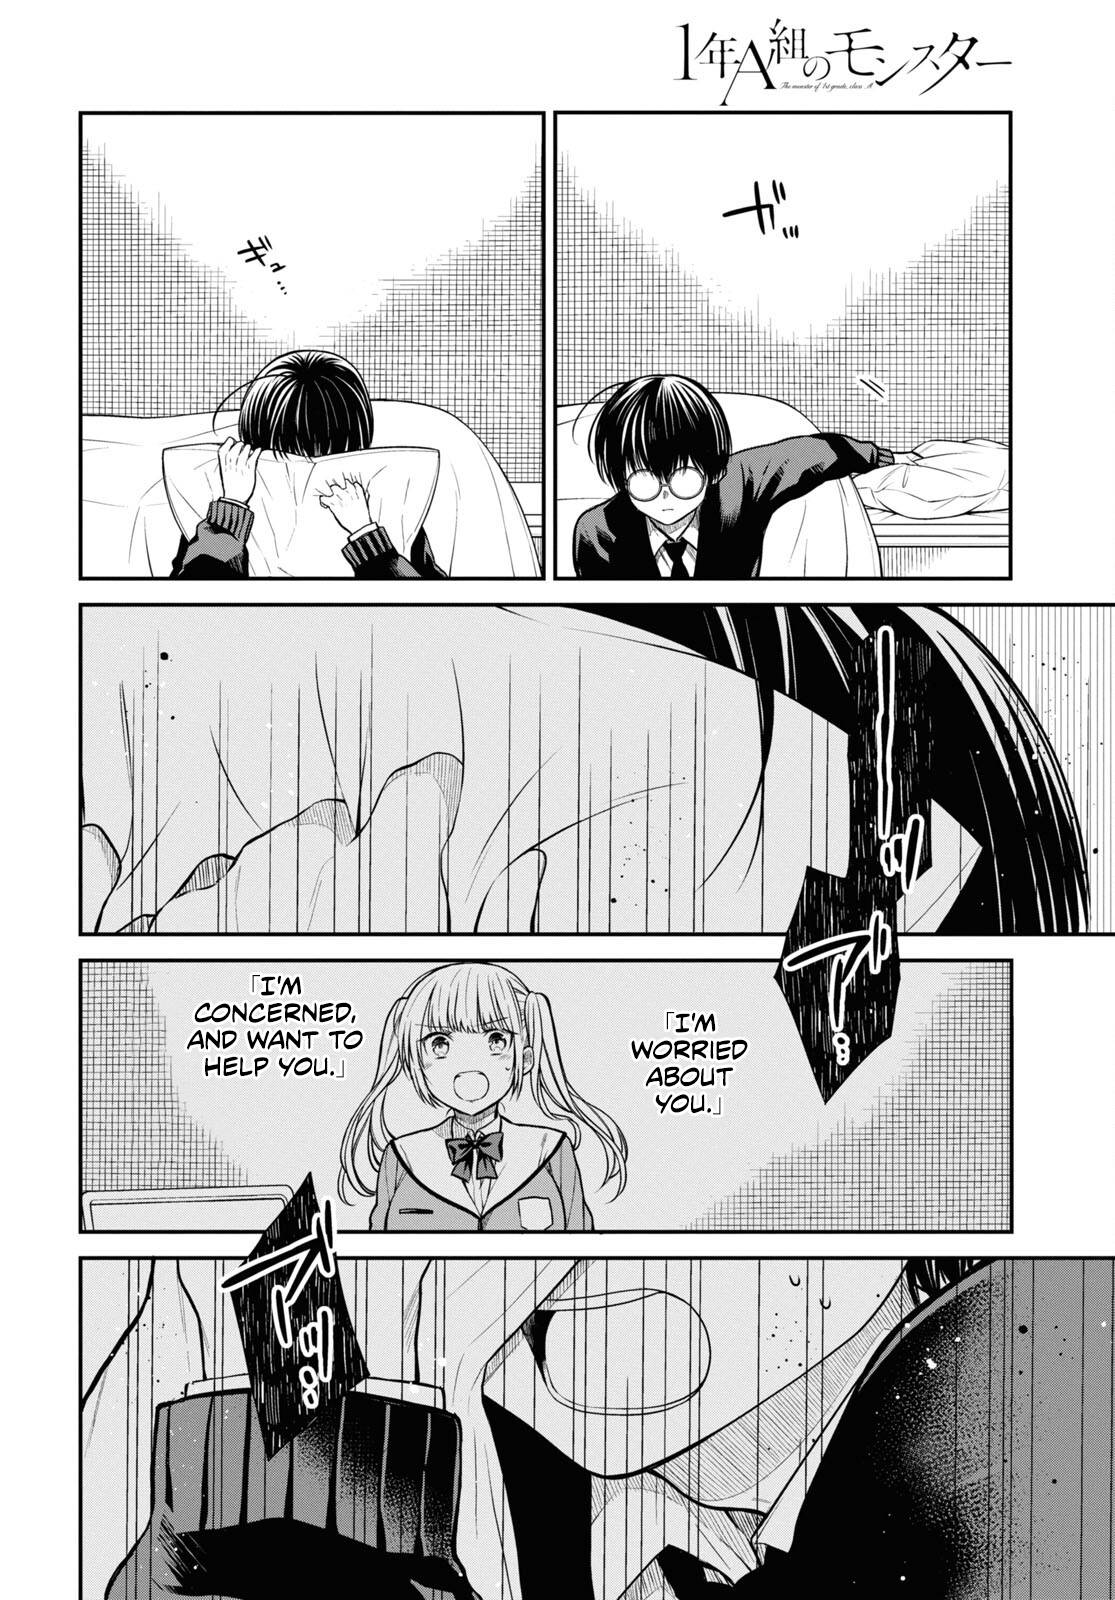 1年A組のモンスター
The monster of 1st grade, class A
ガバ…
ギュ…
「I'M
WORRIED
ABOUT
YOU.」
「I'M
CONCERNED,
AND WANT TO
HELP YOU.」